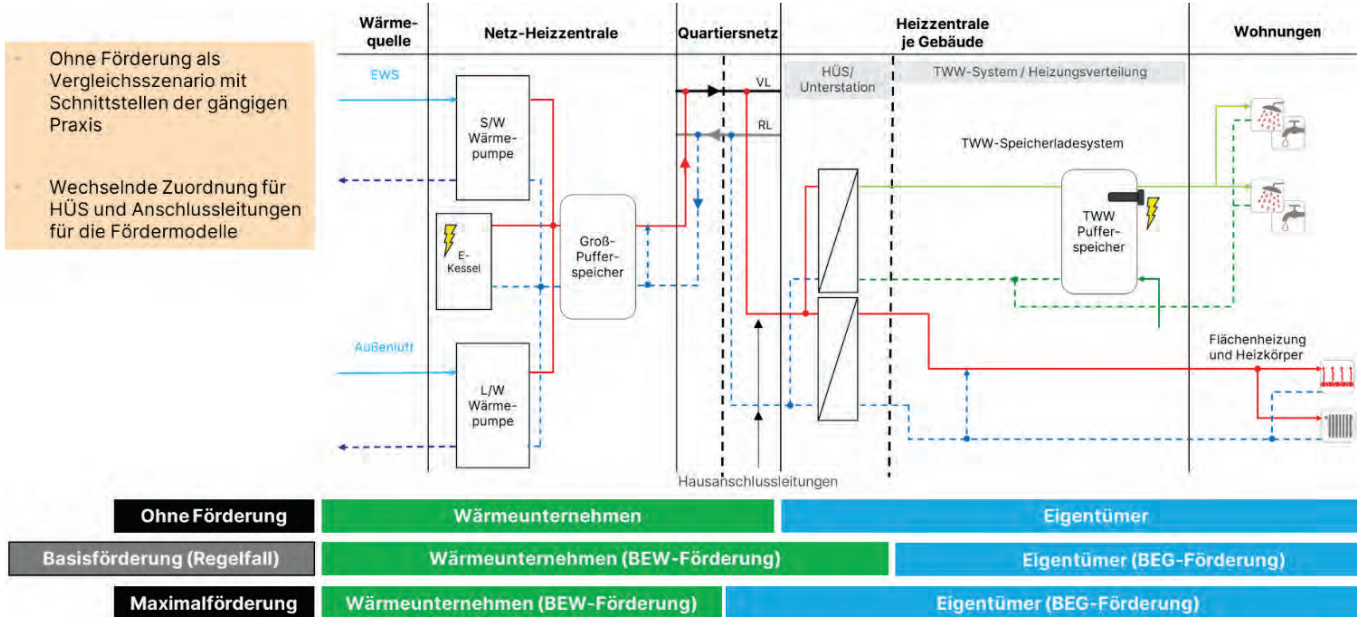 Ohne Förderung als
Vergleichsszenario mit
Schnittstellen der gängigen
Praxis
Wechselnde Zuordnung für
HÜS und Anschlussleitungen
für die Fördermodelle
Wärme-
quelle
Netz-Heizzentrale
Quartiersnetz
Heizzentrale
je Gebäude
Wohnungen
EWS
S/W
Wärme-
pumpe
E-
Kessel
Groß-
Puffer-
speicher
Außenluft
L/W
Wärme-
pumpe
VL
RL
HÜS/
Unterstation
TWW-System / Heizungsverteilung
TWW-Speicherladesystem
TWW
Puffer-
speicher
Flächenheizung
und Heizkörper
Hausanschlussleitungen
Ohne Förderung
Wärmeunternehmen
Eigentümer
Basisförderung (Regelfall)
Wärmeunternehmen (BEW-Förderung)
Eigentümer (BEG-Förderung)
Maximalförderung
Wärmeunternehmen (BEW-Förderung)
Eigentümer (BEG-Förderung)